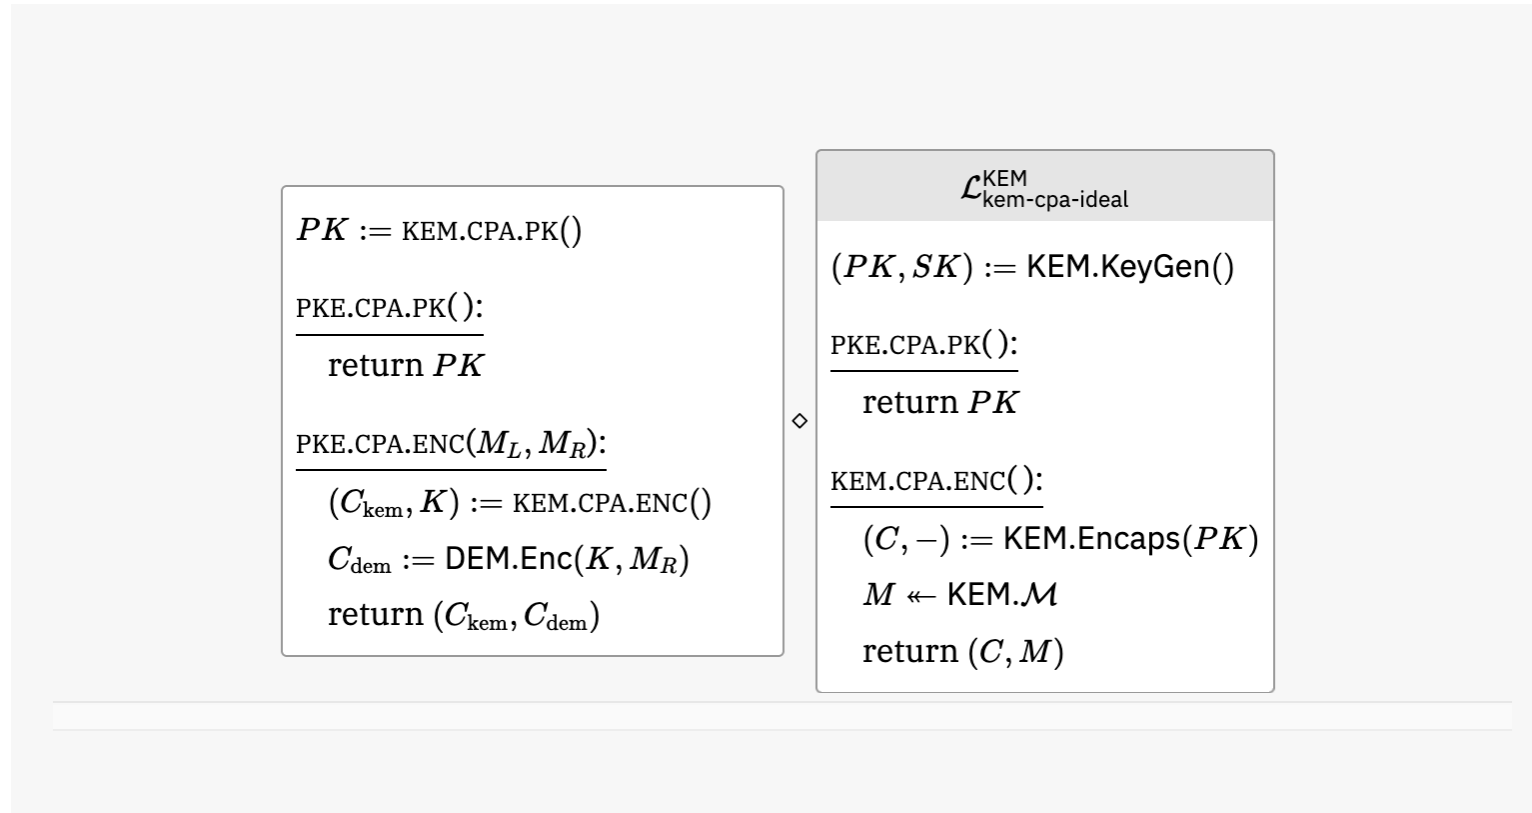 PK := KEM.CPA.PK()
PKE.CPA.PK():
return PK
PKE.CPA.ENC(M_L, M_R):
(C_kem, K) := KEM.CPA.ENC()
C_dem := DEM.Enc(K, M_R)
return (C_kem, C_dem)
⋄
𝓛^KEM_kem-cpa-ideal
(PK, SK) := KEM.KeyGen()
PKE.CPA.PK():
return PK
KEM.CPA.ENC():
(C, −) := KEM.Encaps(PK)
M ↞ KEM.𝓜
return (C, M)